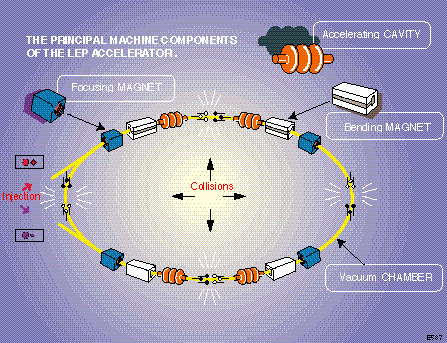 THE PRINCIPAL MACHINE COMPONENTS
OF THE LEP ACCELERATOR.
Accelerating CAVITY
Focusing MAGNET
Bending MAGNET
Collisions
Injection
Vacuum CHAMBER